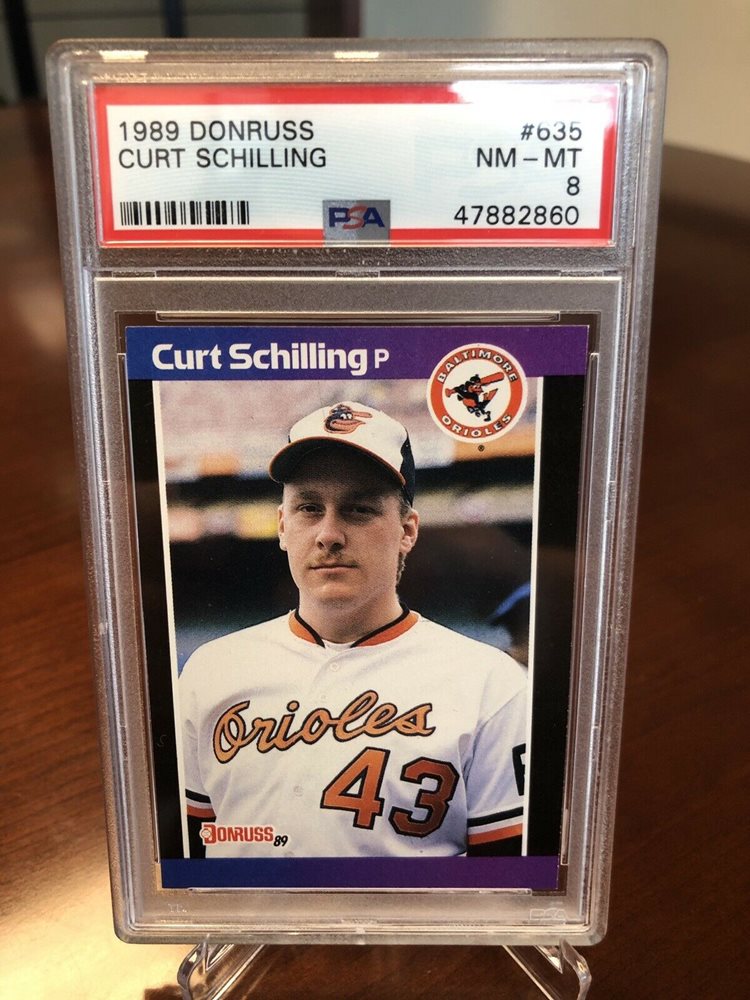 1989 DONRUSS #635
CURT SCHILLING NM - MT
8
PSA 47882860
Curt Schilling P
BALTIMORE
ORIOLES
®
Orioles
43
DONRUSS 89